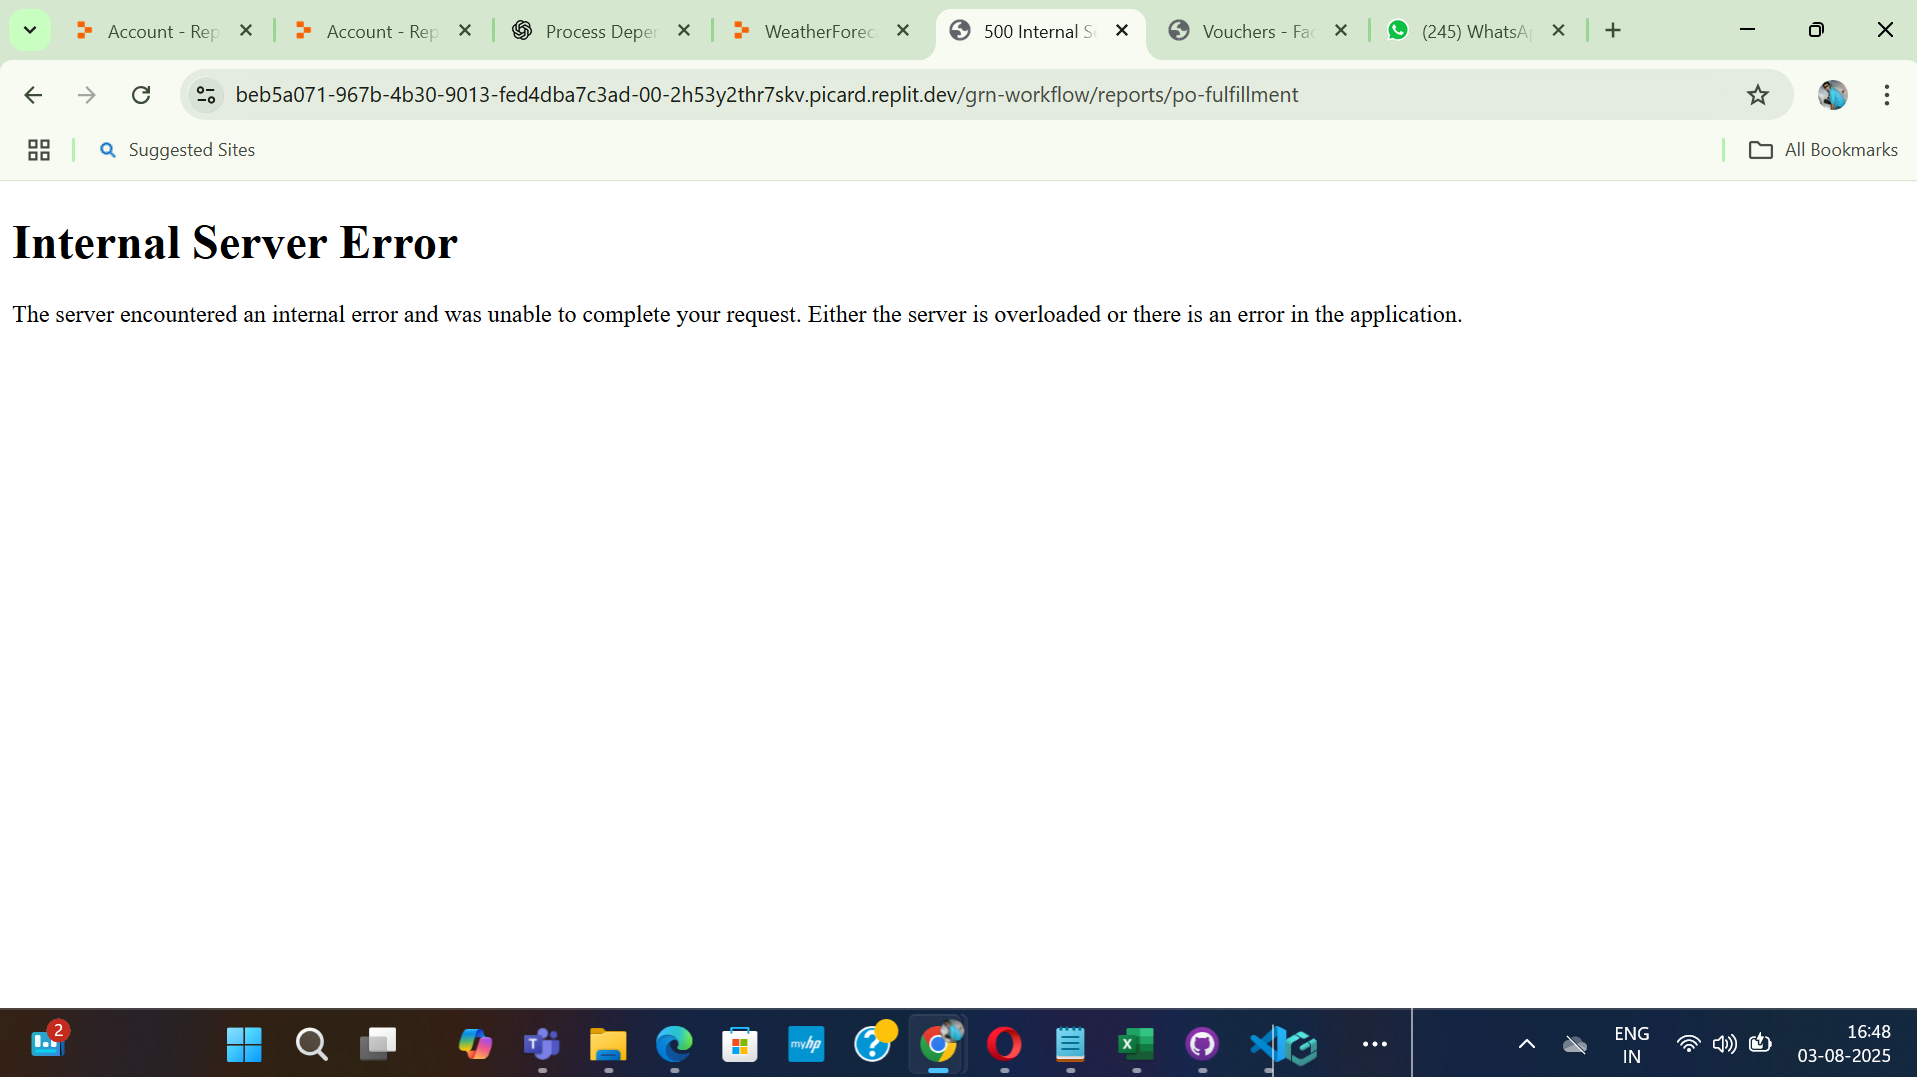 Account - Rep
Account - Rep
Process Deper
WeatherForec
500 Internal Se
Vouchers - Fac
(245) WhatsAp
beb5a071-967b-4b30-9013-fed4dba7c3ad-00-2h53y2thr7skv.picard.replit.dev/grn-workflow/reports/po-fulfillment
Suggested Sites
All Bookmarks
Internal Server Error
The server encountered an internal error and was unable to complete your request. Either the server is overloaded or there is an error in the application.
2
myhp
ENG
IN
16:48
03-08-2025